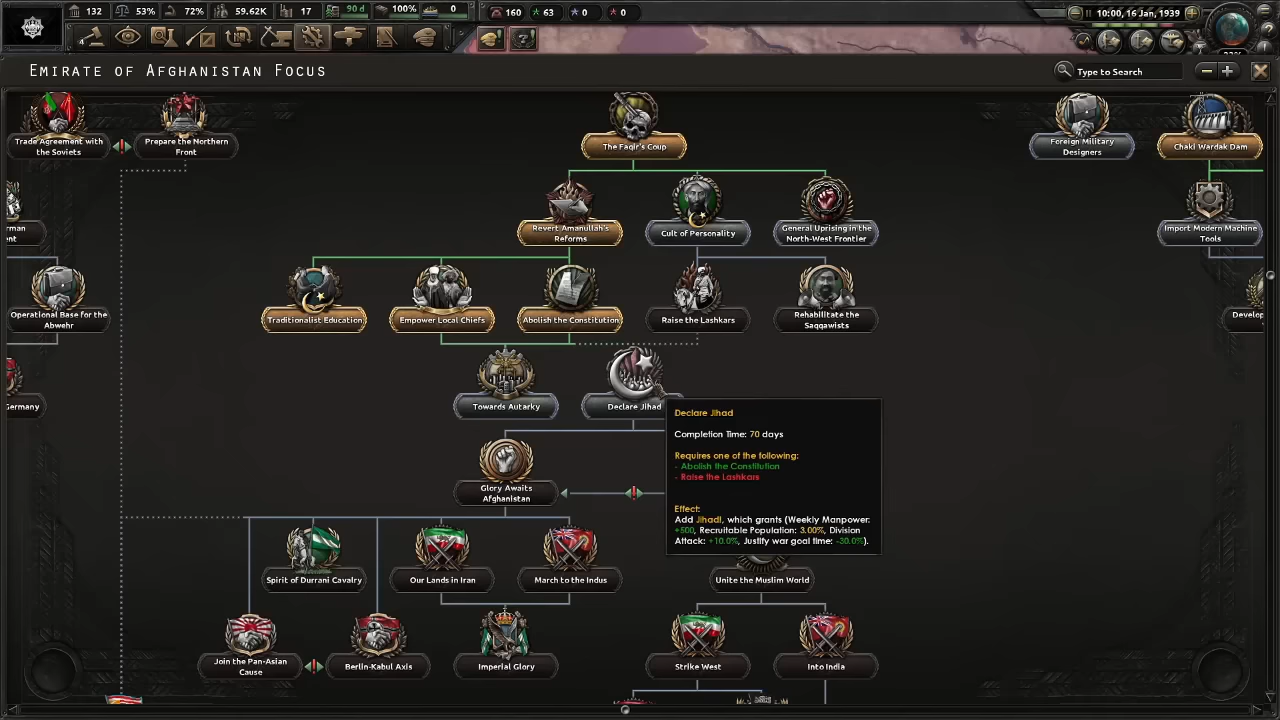 132
53%
72%
59.62K
17
90 d
100%
0
160
63
0
0
10:00, 16 Jan, 1939
Emirate of Afghanistan Focus
Type to Search
Trade Agreement with
the Soviets
Prepare the Northern
Front
The Faqir's Coup
Foreign Military
Designers
Chaki Wardak Dam
Revert Amanullah's
Reforms
Cult of Personality
General Uprising in the
North-West Frontier
Import Modern Machine
Tools
Operational Base for the
Abwehr
Traditionalist Education
Empower Local Chiefs
Abolish the Constitution
Raise the Lashkars
Rehabilitate the
Saqqawists
Develop
Germany
Towards Autarky
Declare Jihad
Declare Jihad
Completion Time: 70 days
Requires one of the following:
- Abolish the Constitution
- Raise the Lashkars
Effect:
Add Jihad!, which grants (Weekly Manpower:
+500, Recruitable Population: 3.00%, Division
Attack: +10.0%, Justify war goal time: -30.0%).
Glory Awaits
Afghanistan
Spirit of Durrani Cavalry
Our Lands in Iran
March to the Indus
Unite the Muslim World
Join the Pan-Asian
Cause
Berlin-Kabul Axis
Imperial Glory
Strike West
Into India